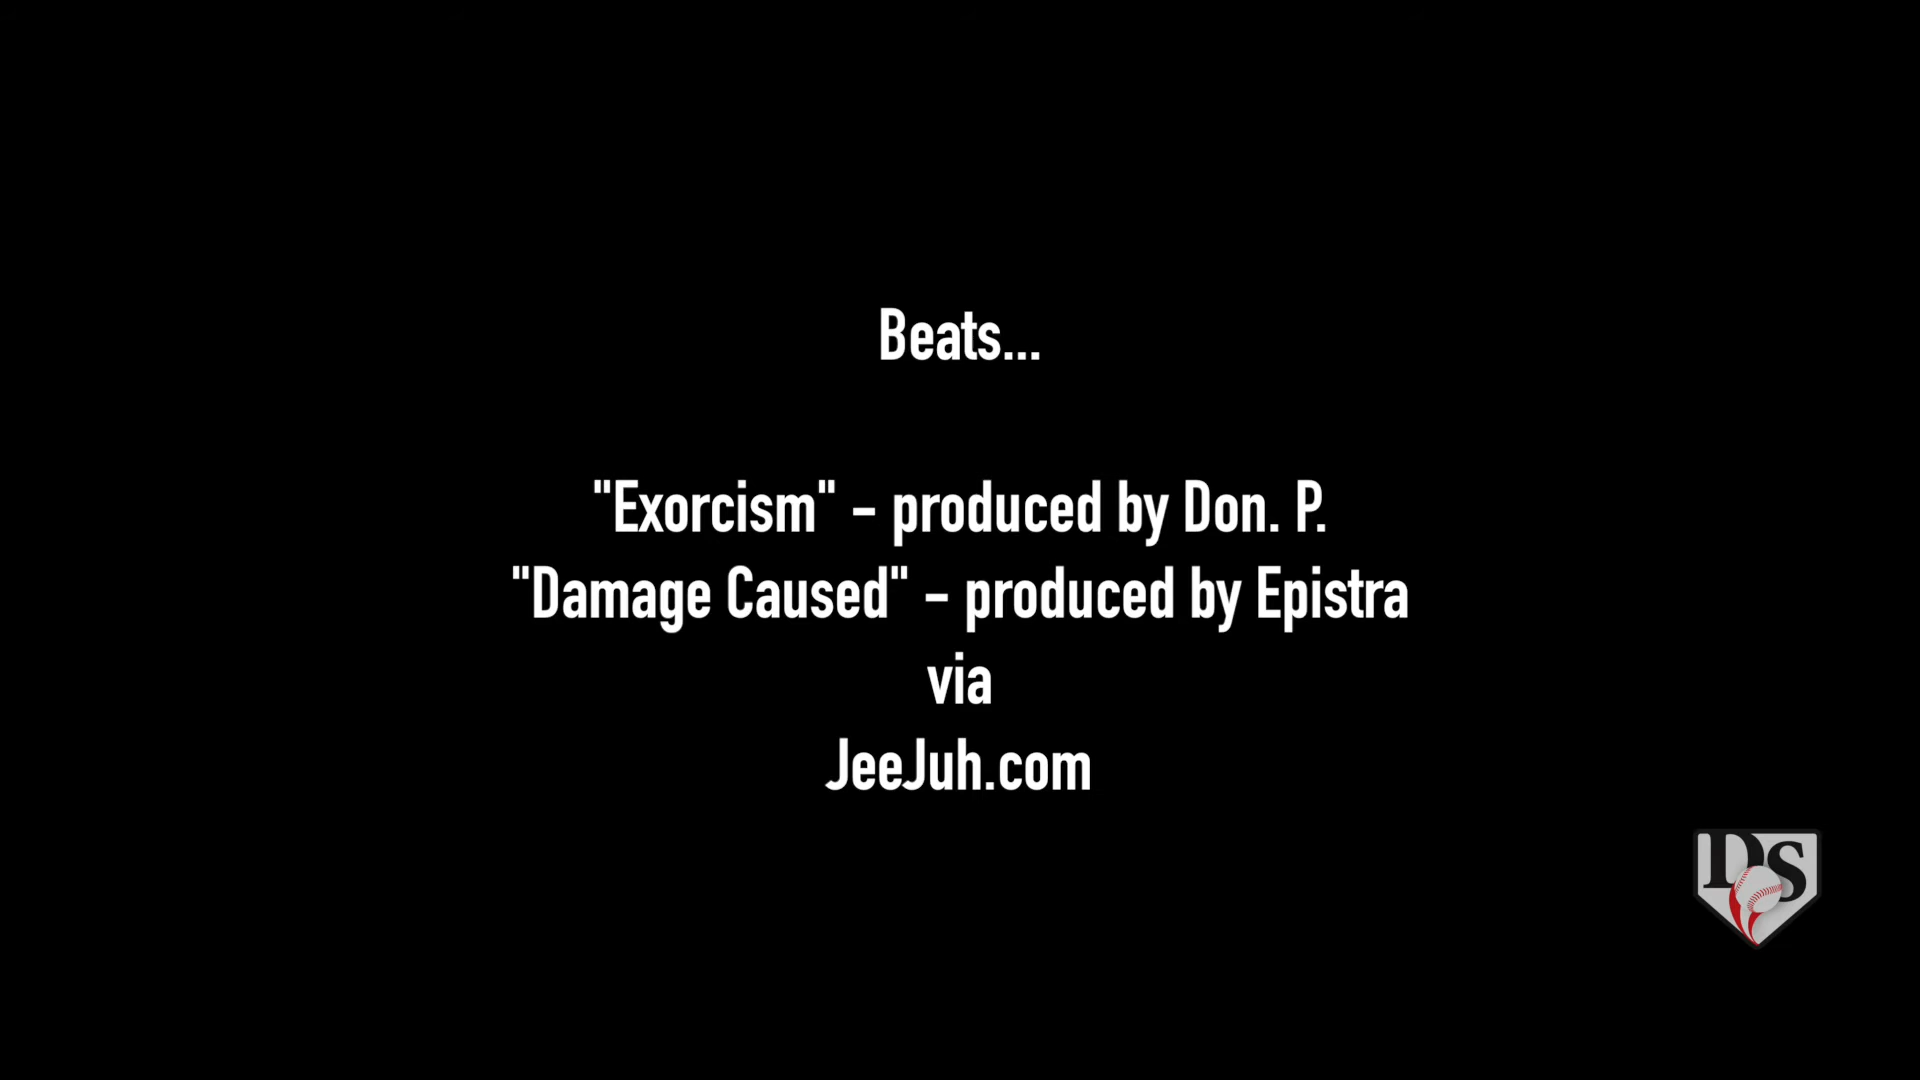 Beats...
"Exorcism" - produced by Don. P.
"Damage Caused" - produced by Epistra
via
JeeJuh.com
DS